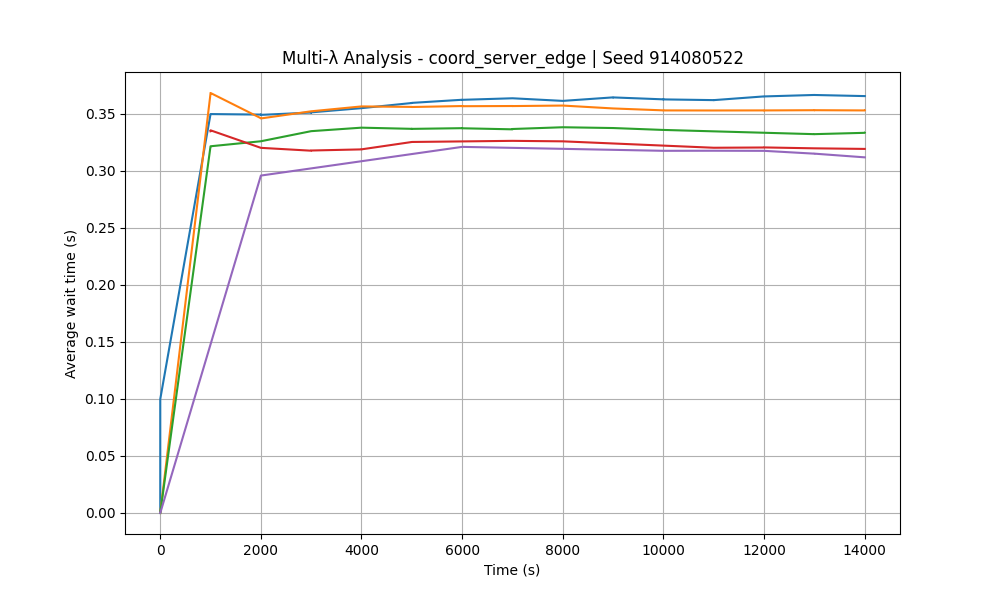 Multi-λ Analysis - coord_server_edge | Seed 914080522
Average wait time (s)
0.35
0.30
0.25
0.20
0.15
0.10
0.05
0.00
0 2000 4000 6000 8000 10000 12000 14000
Time (s)